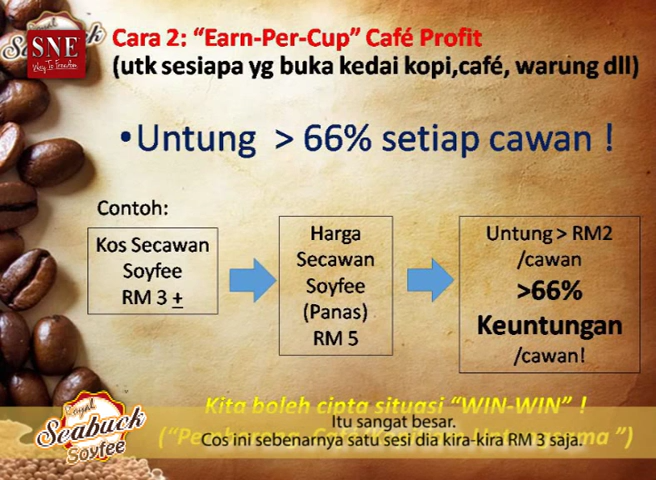 SNE
Way To Freedom
Cara 2: “Earn-Per-Cup” Café Profit
(utk sesiapa yg buka kedai kopi,café, warung dll)
•Untung > 66% setiap cawan !
Contoh:
Kos Secawan
Soyfee
RM 3 +
Harga
Secawan
Soyfee
(Panas)
RM 5
Untung > RM2
/cawan
>66%
Keuntungan
/cawan!
Kita boleh cipta situasi “WIN-WIN” !
Itu sangat besar.
Cos ini sebenarnya satu sesi dia kira-kira RM 3 saja.
Royal
Seabuck
Soyfee